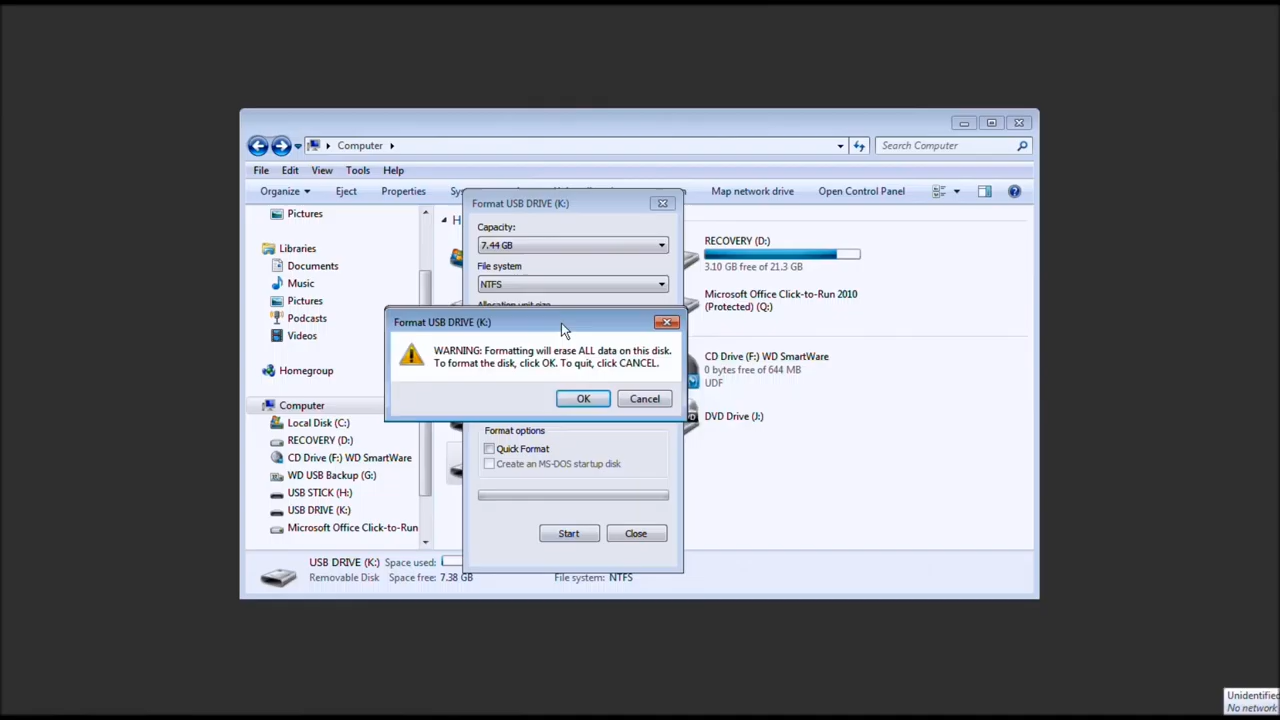 Computer
Search Computer
File Edit View Tools Help
Organize Eject Properties Map network drive Open Control Panel
Pictures
Libraries
Documents
Music
Pictures
Podcasts
Videos
Homegroup
Computer
Local Disk (C:)
RECOVERY (D:)
CD Drive (F:) WD SmartWare
WD USB Backup (G:)
USB STICK (H:)
USB DRIVE (K:)
Microsoft Office Click-to-Run
Format USB DRIVE (K:)
Capacity:
7.44 GB
File system
NTFS
Allocation unit size
Format USB DRIVE (K:)
WARNING: Formatting will erase ALL data on this disk.
To format the disk, click OK. To quit, click CANCEL.
OK Cancel
Format options
Quick Format
Create an MS-DOS startup disk
Start Close
RECOVERY (D:)
3.10 GB free of 21.3 GB
Microsoft Office Click-to-Run 2010
(Protected) (Q:)
CD Drive (F:) WD SmartWare
0 bytes free of 644 MB
UDF
DVD Drive (J:)
USB DRIVE (K:) Space used:
Removable Disk Space free: 7.38 GB File system: NTFS
Unidentified
No network